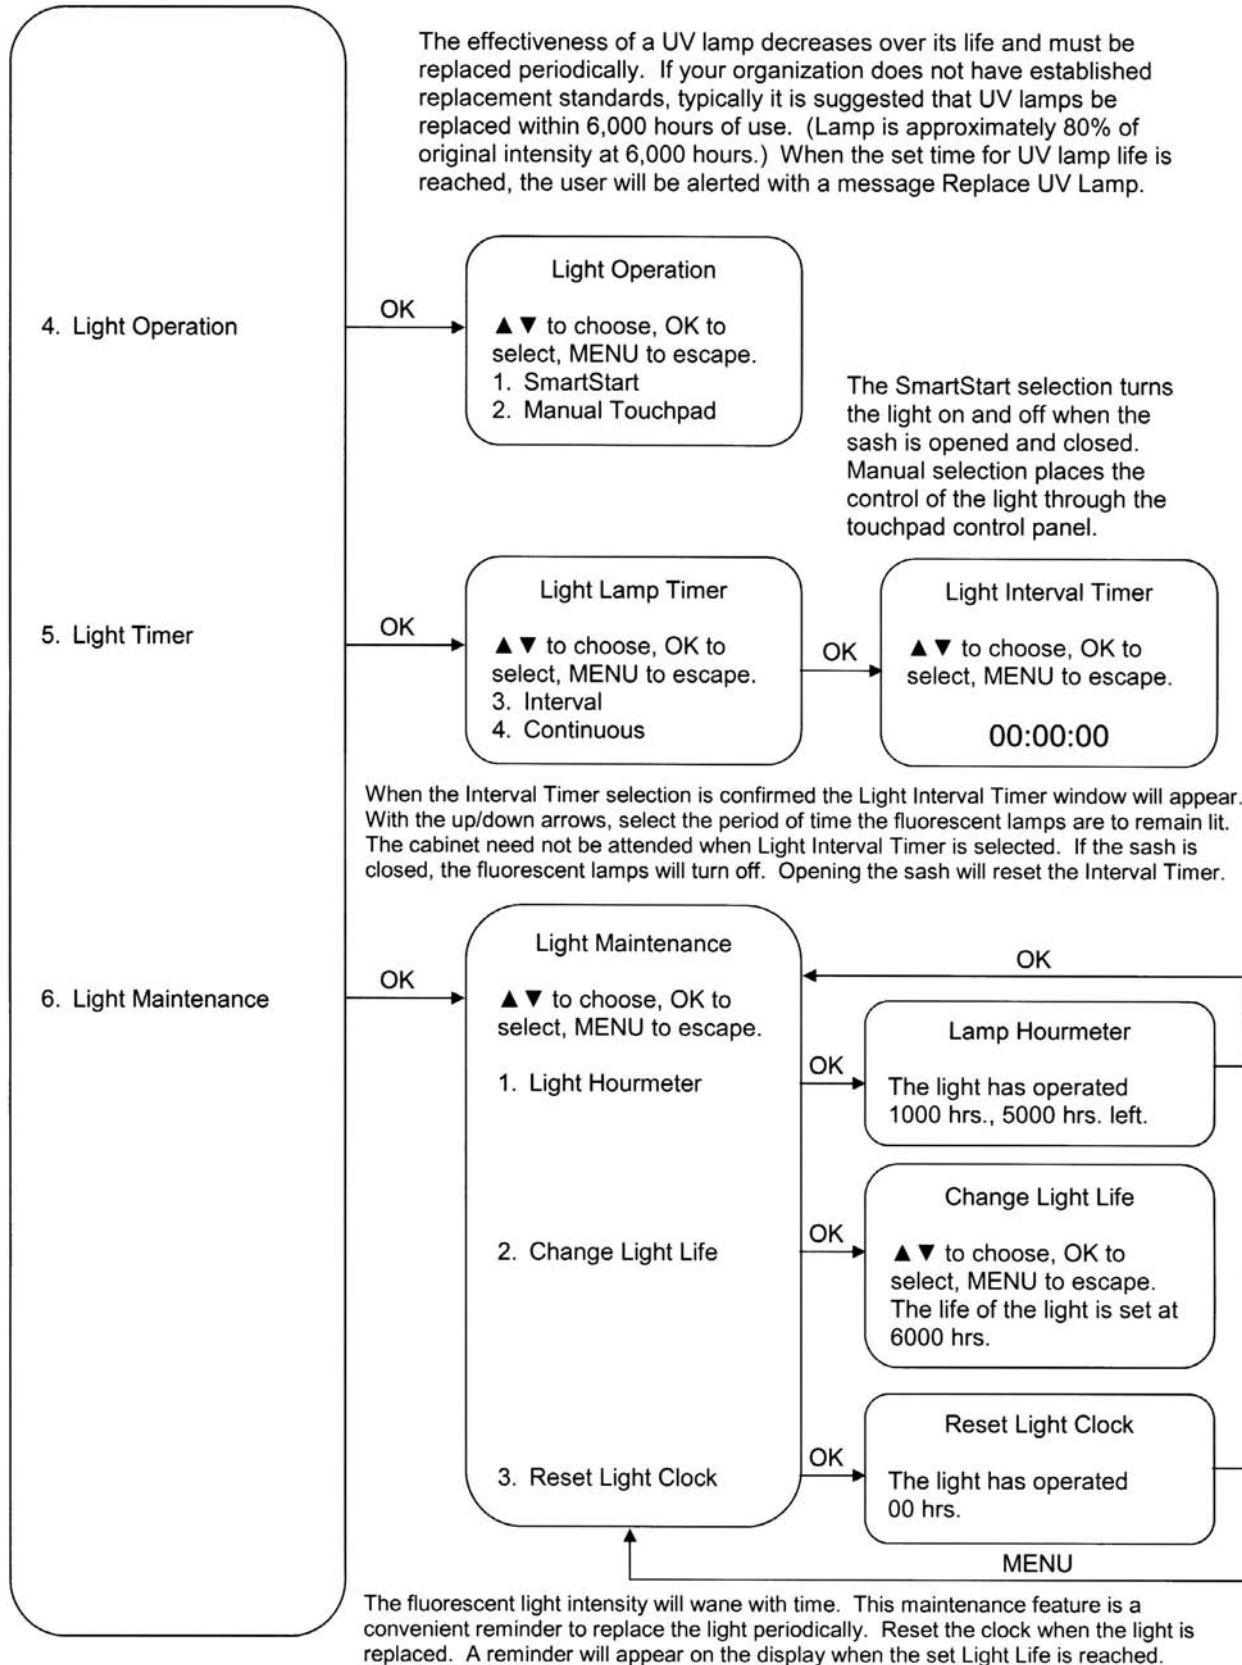 The effectiveness of a UV lamp decreases over its life and must be
replaced periodically.  If your organization does not have established
replacement standards, typically it is suggested that UV lamps be
replaced within 6,000 hours of use.  (Lamp is approximately 80% of
original intensity at 6,000 hours.)  When the set time for UV lamp life is
reached, the user will be alerted with a message Replace UV Lamp.
4.  Light Operation
OK
Light Operation
▲▼ to choose, OK to
select, MENU to escape.
1.  SmartStart
2.  Manual Touchpad
The SmartStart selection turns
the light on and off when the
sash is opened and closed.
Manual selection places the
control of the light through the
touchpad control panel.
5.  Light Timer
OK
Light Lamp Timer
▲▼ to choose, OK to
select, MENU to escape.
3.  Interval
4.  Continuous
OK
Light Interval Timer
▲▼ to choose, OK to
select, MENU to escape.
00:00:00
When the Interval Timer selection is confirmed the Light Interval Timer window will appear.
With the up/down arrows, select the period of time the fluorescent lamps are to remain lit.
The cabinet need not be attended when Light Interval Timer is selected.  If the sash is
closed, the fluorescent lamps will turn off.  Opening the sash will reset the Interval Timer.
6.  Light Maintenance
OK
Light Maintenance
▲▼ to choose, OK to
select, MENU to escape.
OK
1.  Light Hourmeter
OK
Lamp Hourmeter
The light has operated
1000 hrs., 5000 hrs. left.
2.  Change Light Life
OK
Change Light Life
▲▼ to choose, OK to
select, MENU to escape.
The life of the light is set at
6000 hrs.
3.  Reset Light Clock
OK
Reset Light Clock
The light has operated
00 hrs.
MENU
The fluorescent light intensity will wane with time.  This maintenance feature is a
convenient reminder to replace the light periodically.  Reset the clock when the light is
replaced.  A reminder will appear on the display when the set Light Life is reached.